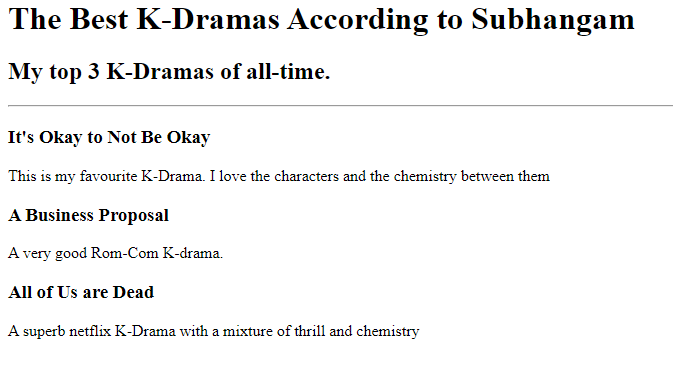 The Best K-Dramas According to Subhangam
My top 3 K-Dramas of all-time.
It's Okay to Not Be Okay
This is my favourite K-Drama. I love the characters and the chemistry between them
A Business Proposal
A very good Rom-Com K-drama.
All of Us are Dead
A superb netflix K-Drama with a mixture of thrill and chemistry